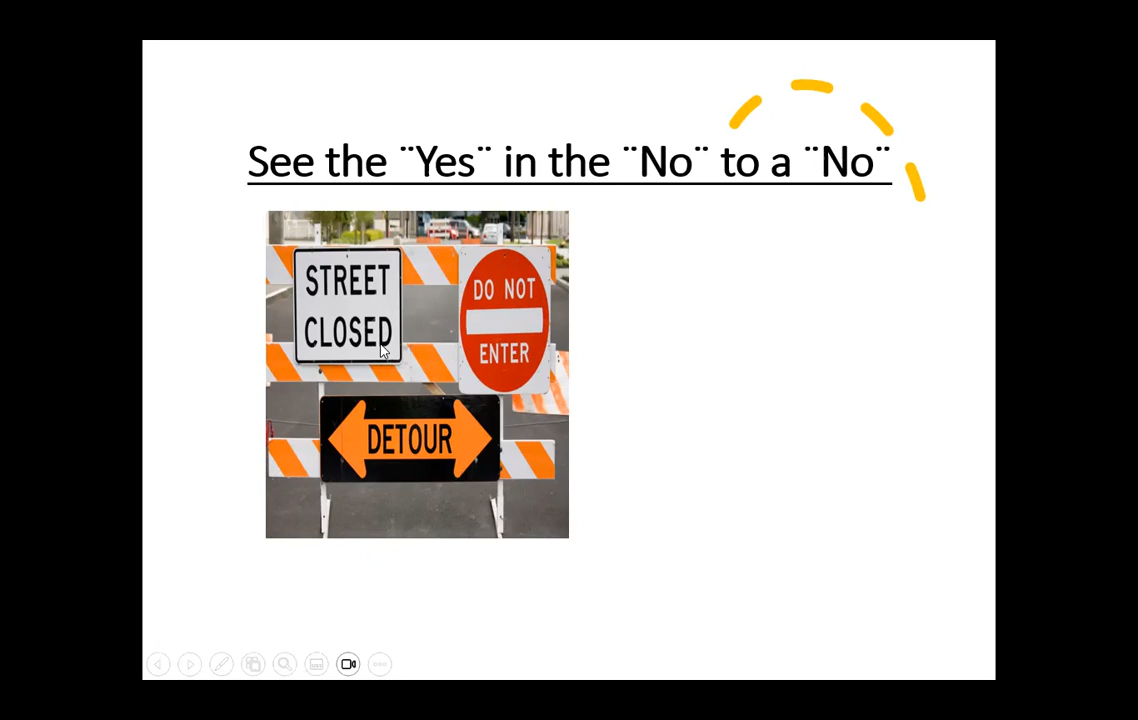 See the ¨Yes¨ in the ¨No¨ to a ¨No¨
STREET
CLOSED
DO NOT
ENTER
DETOUR